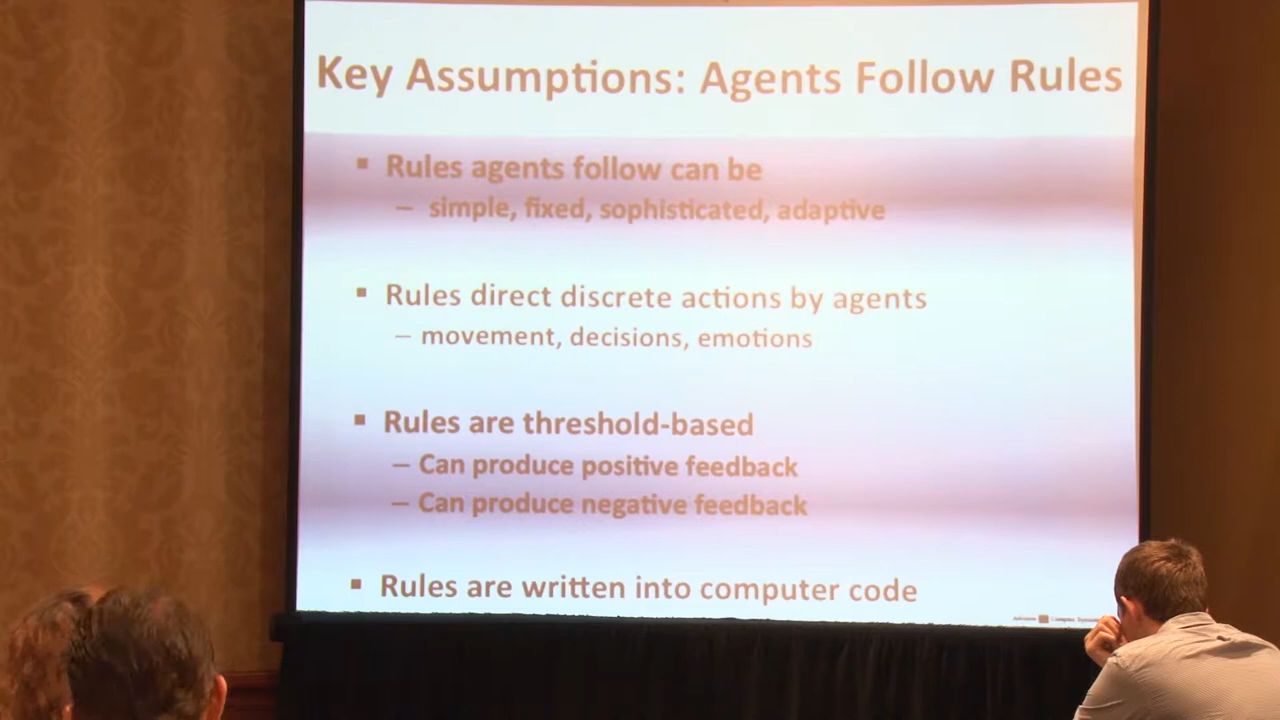 Key Assumptions: Agents Follow Rules
▪ Rules agents follow can be
– simple, fixed, sophisticated, adaptive
▪ Rules direct discrete actions by agents
– movement, decisions, emotions
▪ Rules are threshold-based
– Can produce positive feedback
– Can produce negative feedback
▪ Rules are written into computer code